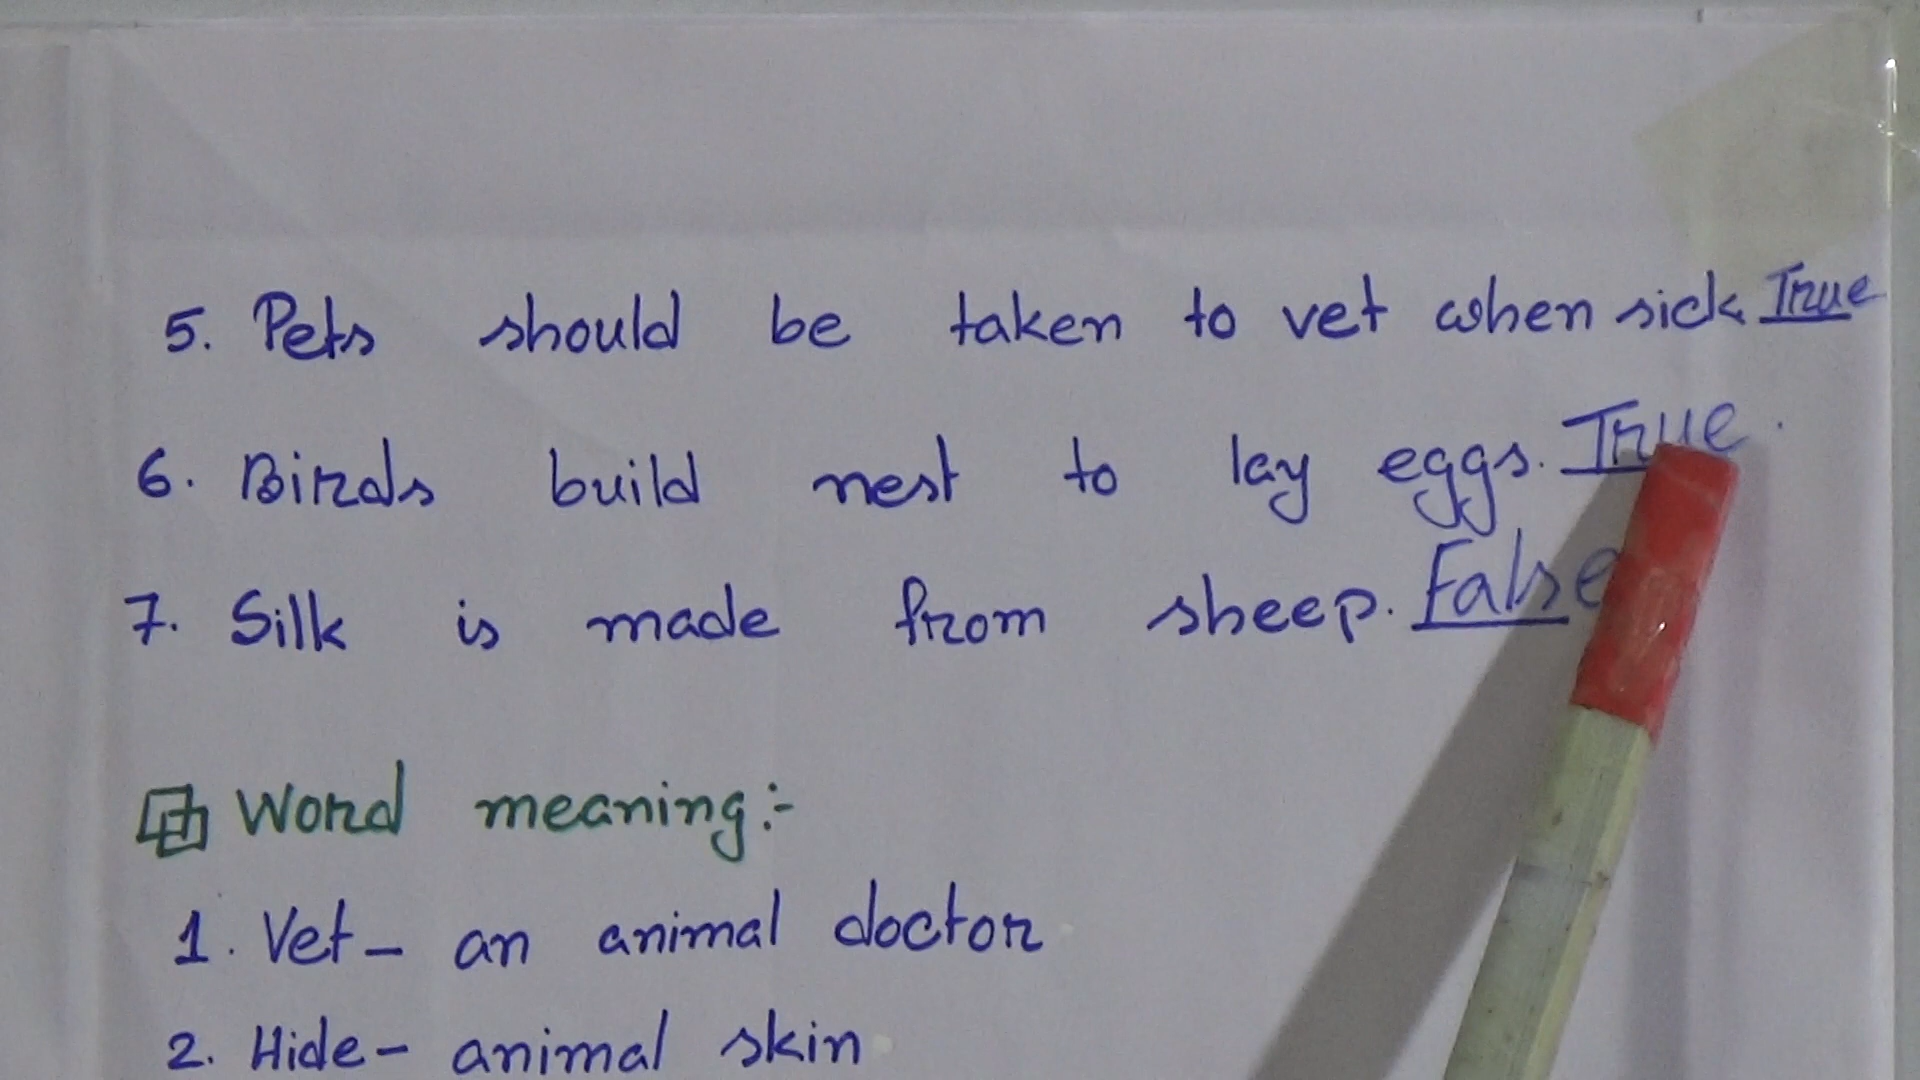 5. Pets should be taken to vet when sick True
6. Birds build nest to lay eggs. True.
7. Silk is made from sheep. False
Word meaning:-
1. Vet- an animal doctor
2. Hide- animal skin